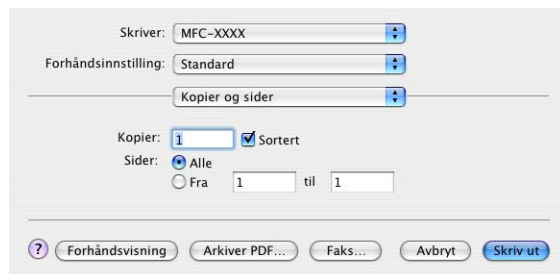 Skriver: MFC-XXXX
Forhåndsinnstilling: Standard
Kopier og sider
Kopier: 1 Sortert
Sider: Alle
Fra 1 til 1
? Forhåndsvisning Arkiver PDF... Faks... Avbryt Skriv ut